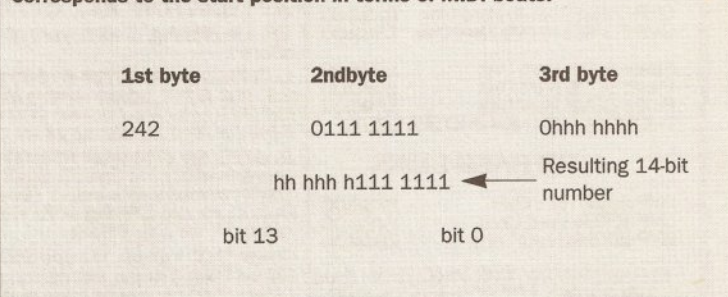 corresponds to the start position in terms of MIDI beats.
1st byte 2ndbyte 3rd byte
242 0111 1111 0hhh hhhh
hh hhh h111 1111 Resulting 14-bit
number
bit 13 bit 0